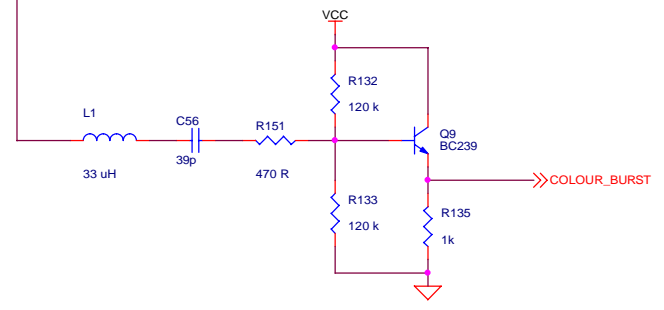 VCC
R132
120 k
L1
33 uH
C56
39p
R151
470 R
Q9
BC239
COLOUR_BURST
R133
120 k
R135
1k